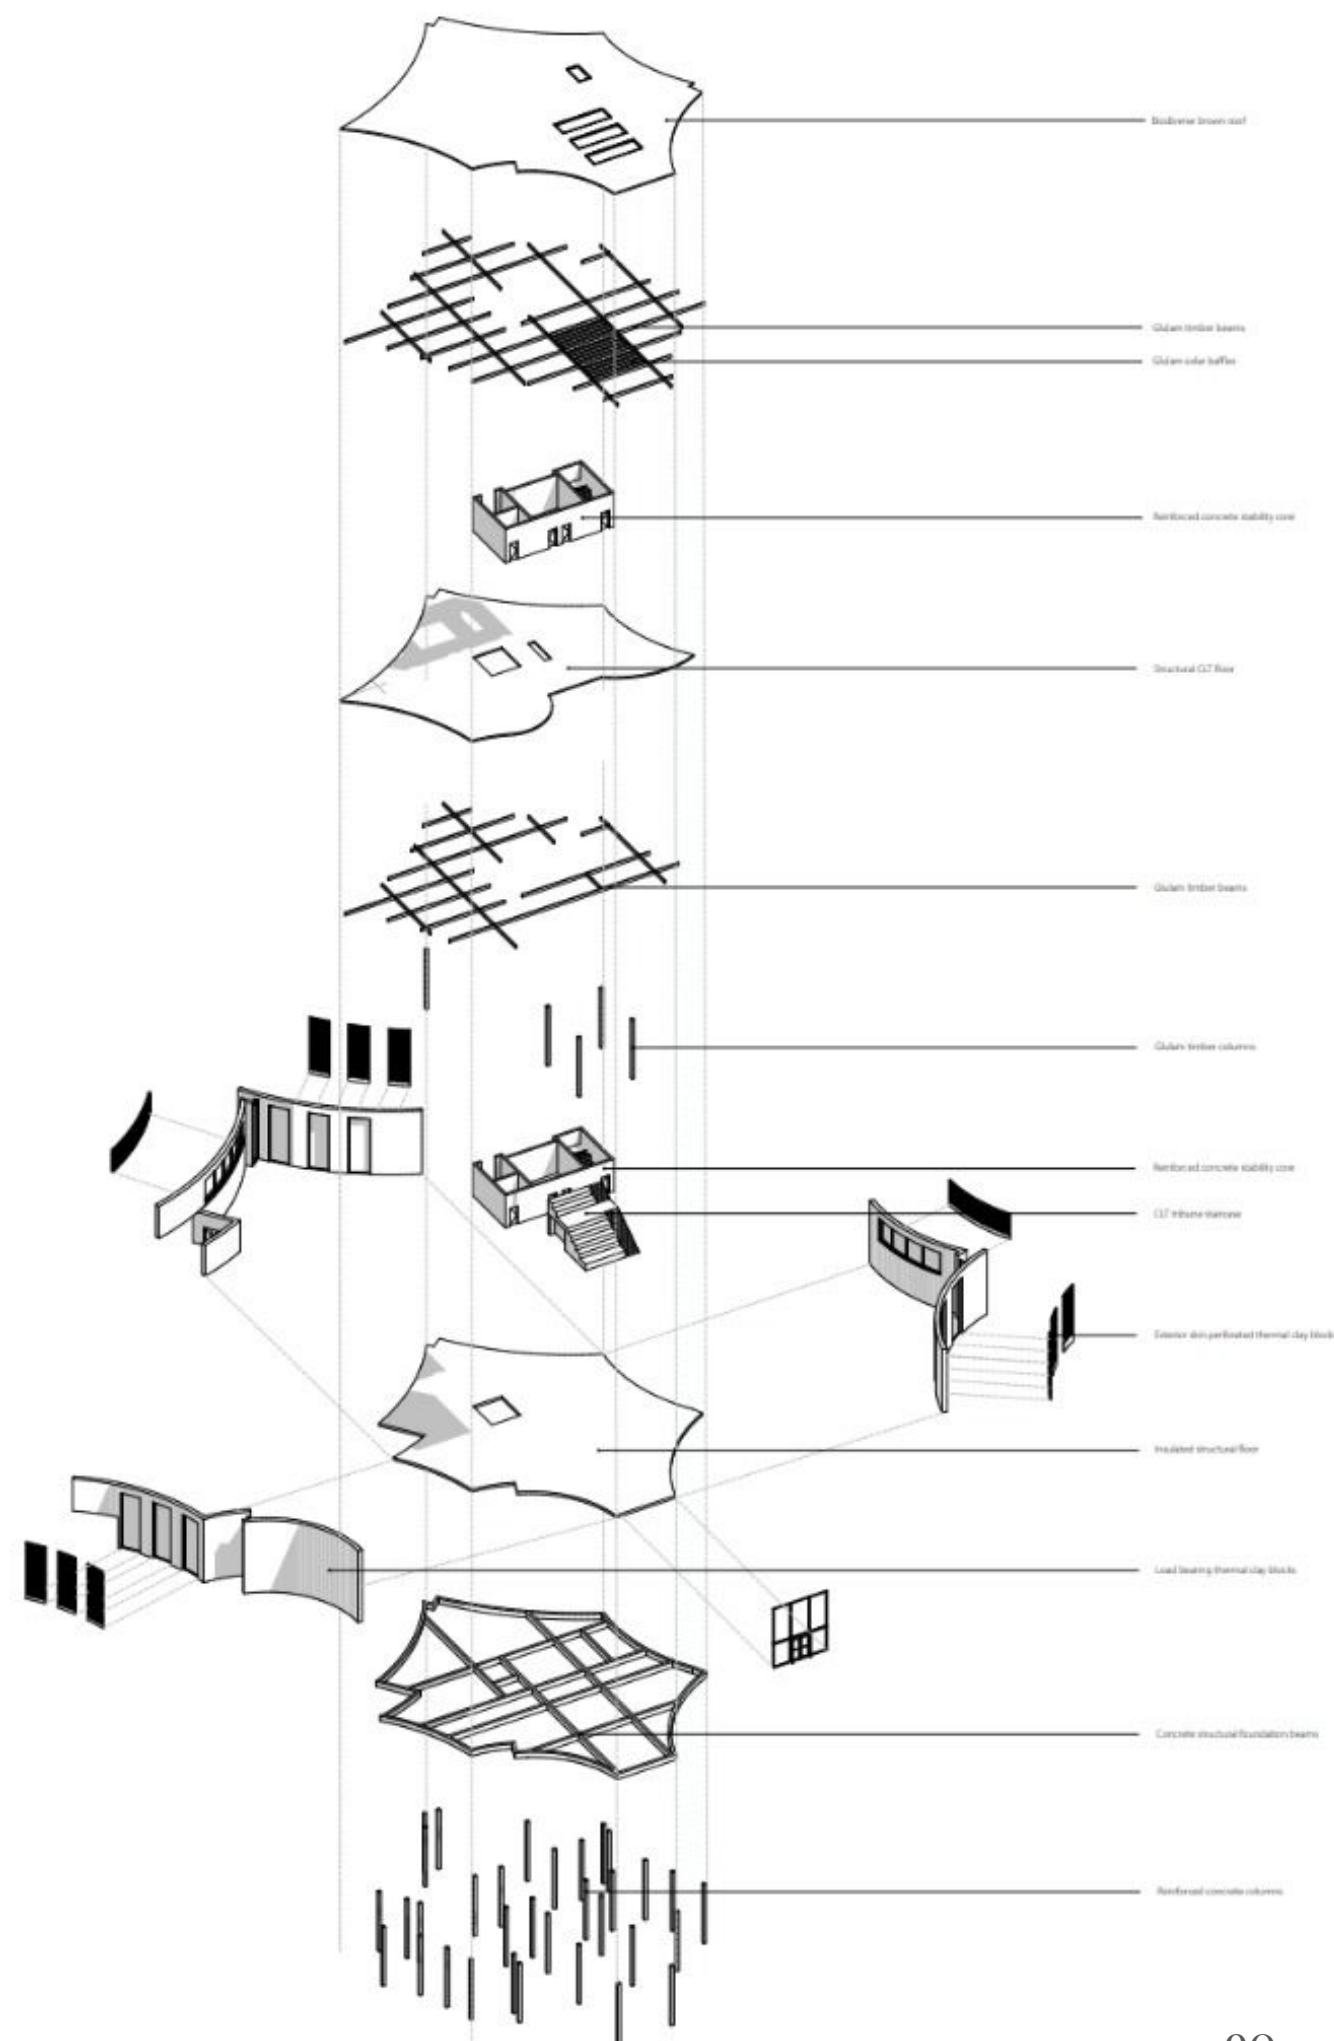 Biodiverse brown roof
Glulam timber beams
Glulam solar baffles
Reinforced concrete stability core
Structural CLT floor
Glulam timber beams
Glulam timber columns
Reinforced concrete stability core
CLT tribune staircase
Exterior skin perforated thermal clay block
Insulated structural floor
Load bearing thermal clay blocks
Concrete structural foundation beams
Reinforced concrete columns